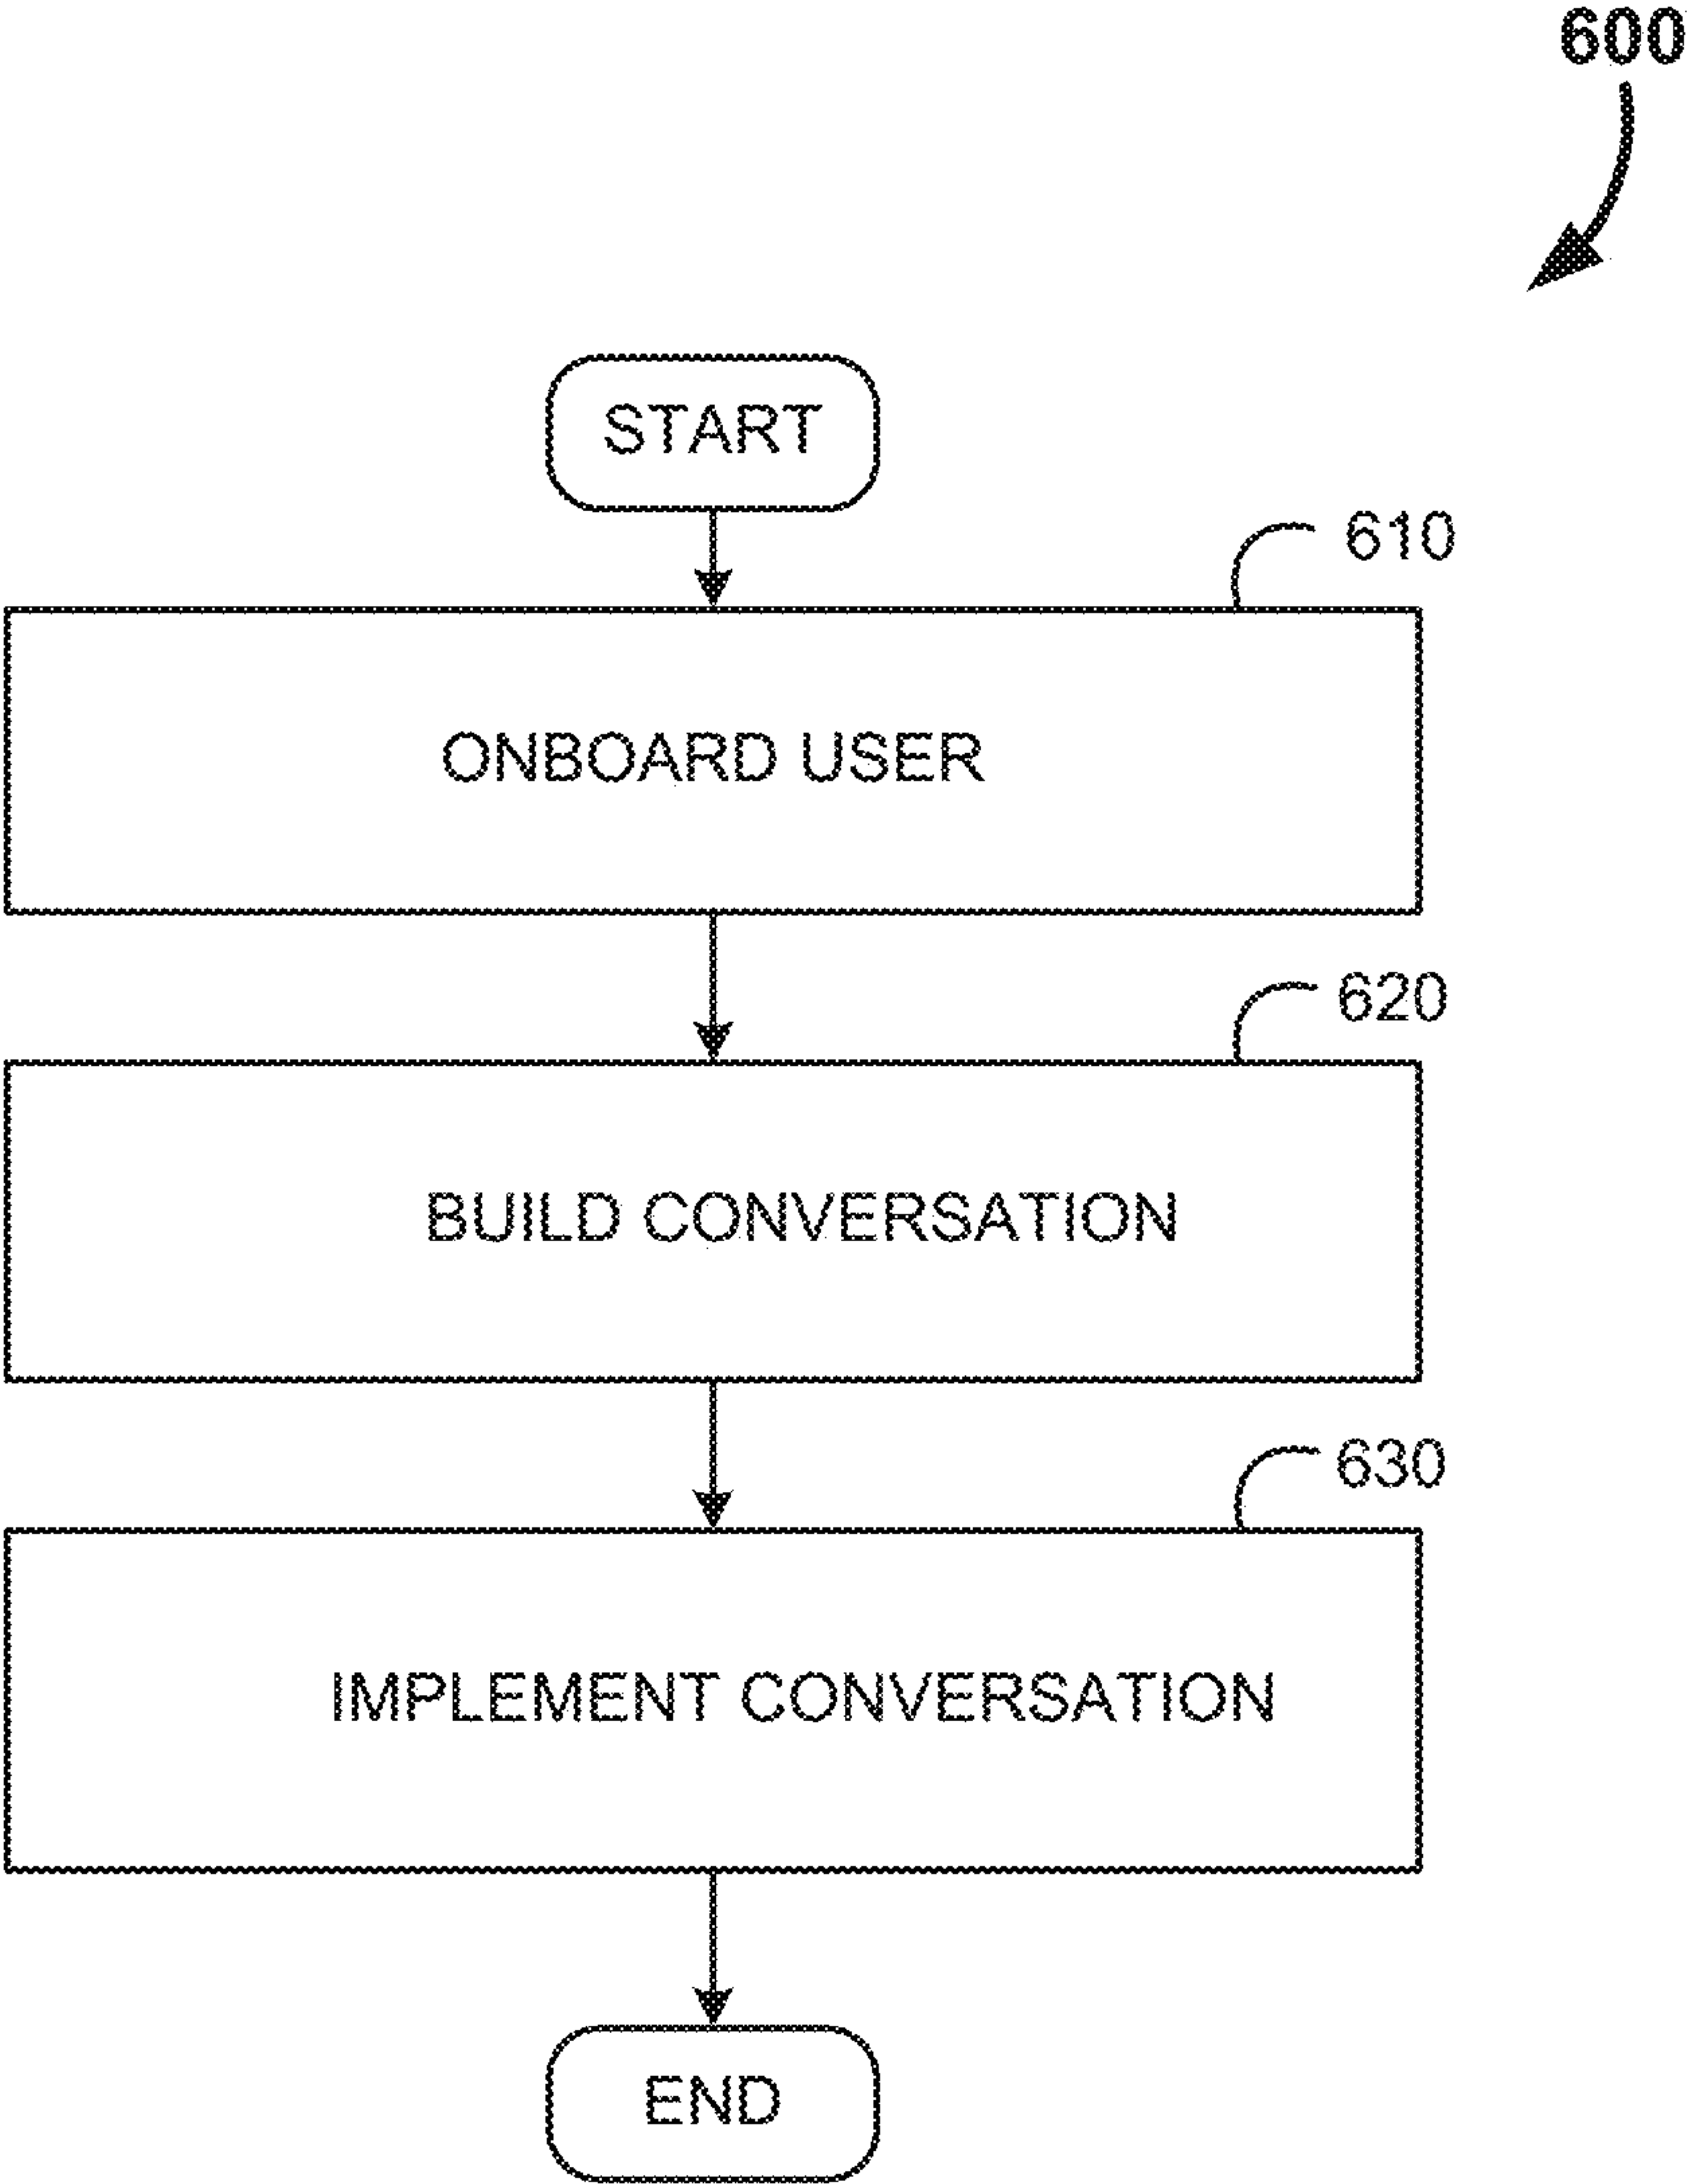 600
START
610
ONBOARD USER
620
BUILD CONVERSATION
630
IMPLEMENT CONVERSATION
END